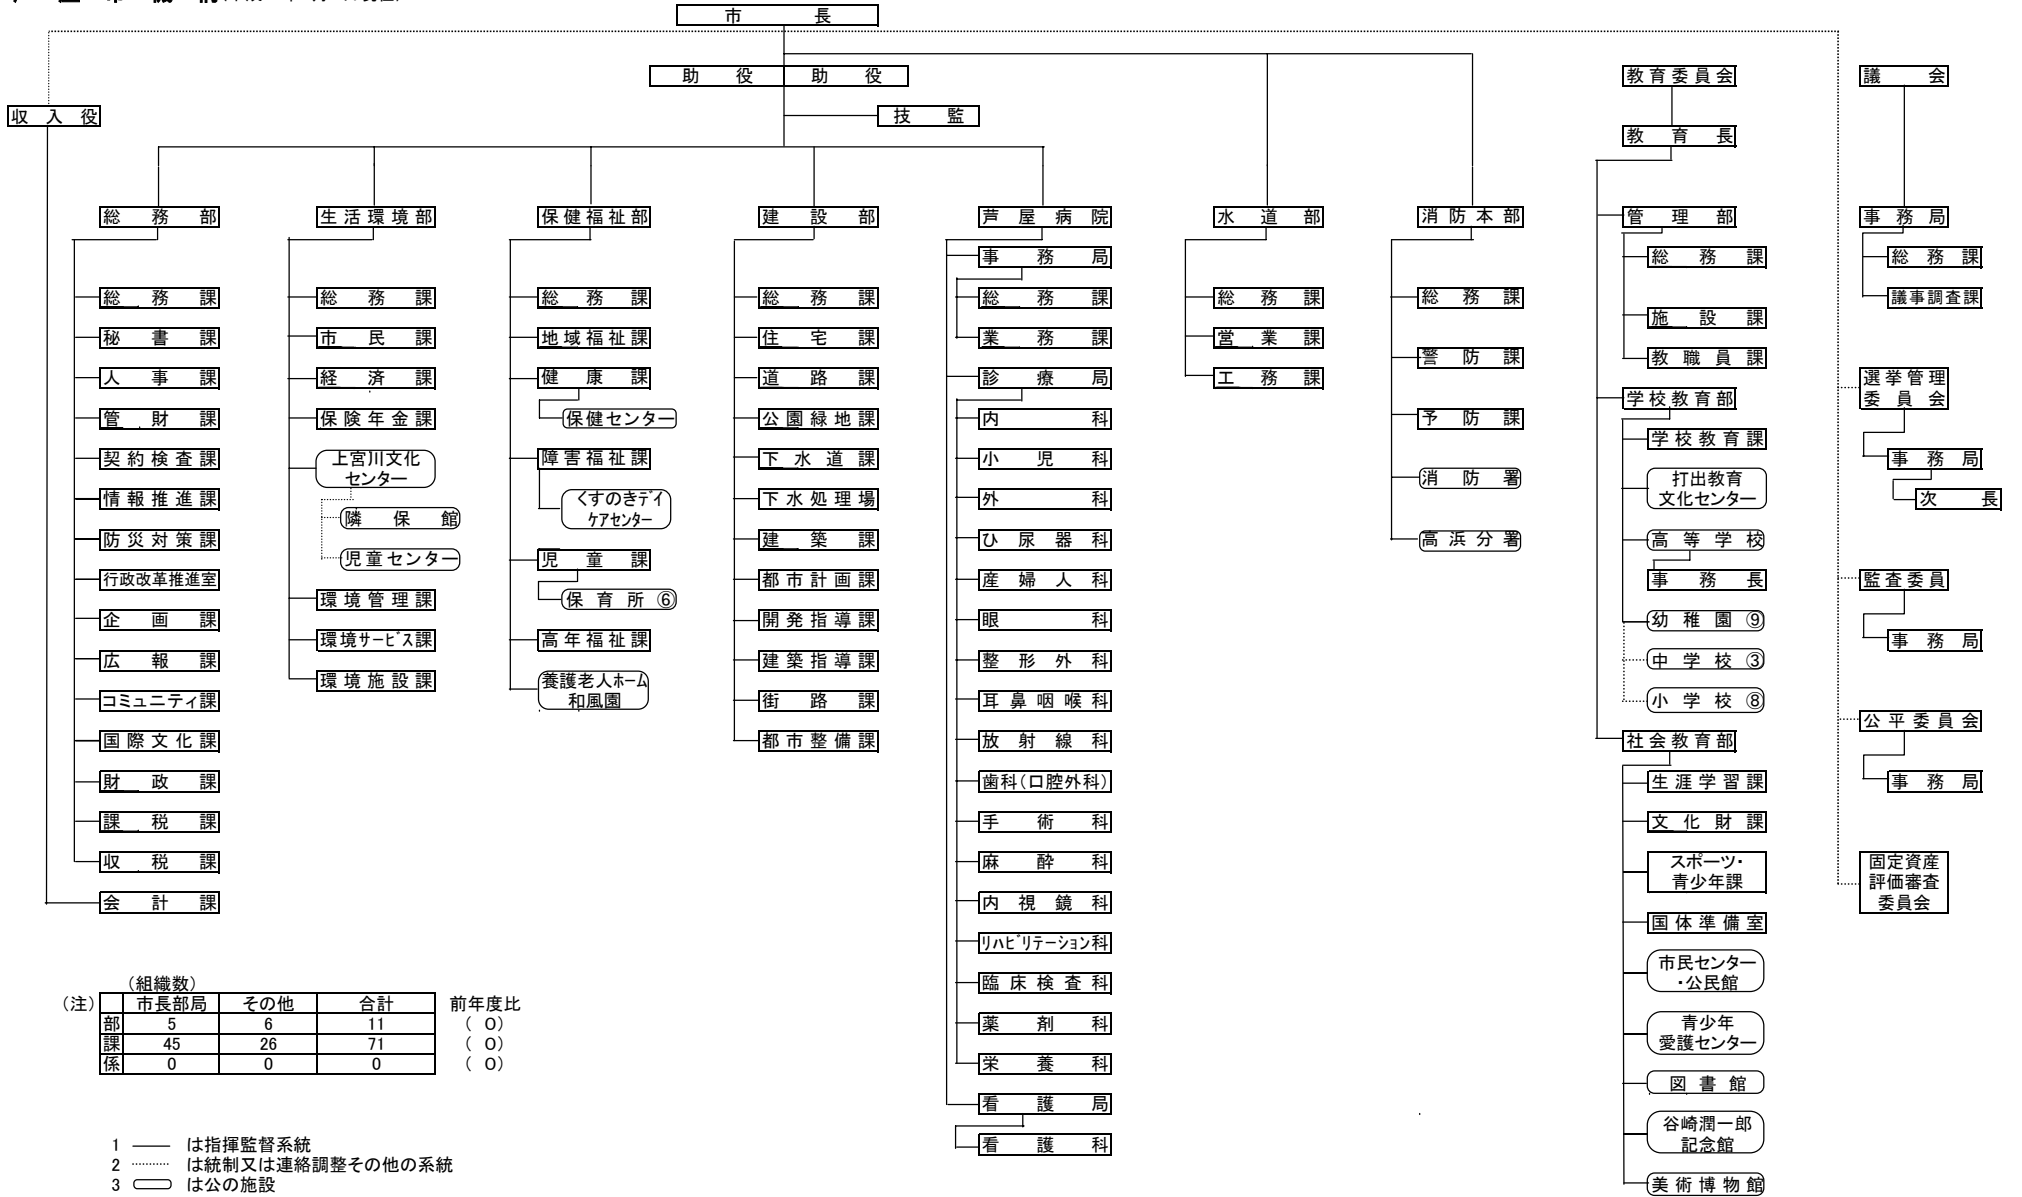 市長
助役 助役
収入役
技監
教育委員会
教育長
議会
総務部
総務課
秘書課
人事課
管財課
契約検査課
情報推進課
防災対策課
行政改革推進室
企画課
広報課
コミュニティ課
国際文化課
財政課
課税課
収税課
会計課
生活環境部
総務課
市民課
経済課
保険年金課
上宮川文化
センター
隣保館
児童センター
環境管理課
環境サービス課
環境施設課
保健福祉部
総務課
地域福祉課
健康課
保健センター
障害福祉課
くすのきデイ
ケアセンター
児童課
保育所⑥
高年福祉課
養護老人ホーム
和風園
建設部
総務課
住宅課
道路課
公園緑地課
下水道課
下水処理場
建築課
都市計画課
開発指導課
建築指導課
街路課
都市整備課
芦屋病院
事務局
総務課
業務課
診療局
内科
小児科
外科
ひ尿器科
産婦人科
眼科
整形外科
耳鼻咽喉科
放射線科
歯科(口腔外科)
手術科
麻酔科
内視鏡科
リハビリテーション科
臨床検査科
薬剤科
栄養科
看護局
看護科
水道部
総務課
営業課
工務課
消防本部
総務課
警防課
予防課
消防署
高浜分署
管理部
総務課
施設課
教職員課
学校教育部
学校教育課
打出教育
文化センター
高等学校
事務長
幼稚園⑨
中学校③
小学校⑧
社会教育部
生涯学習課
文化財課
スポーツ・
青少年課
国体準備室
市民センター
・公民館
青少年
愛護センター
図書館
谷崎潤一郎
記念館
美術博物館
事務局
総務課
議事調査課
選挙管理
委員会
事務局
次長
監査委員
事務局
公平委員会
事務局
固定資産
評価審査
委員会
(組織数)
(注) 市長部局 その他 合計 前年度比
部 5 6 11 ( 0)
課 45 26 71 ( 0)
係 0 0 0 ( 0)
1 は指揮監督系統
2 は統制又は連絡調整その他の系統
3 は公の施設